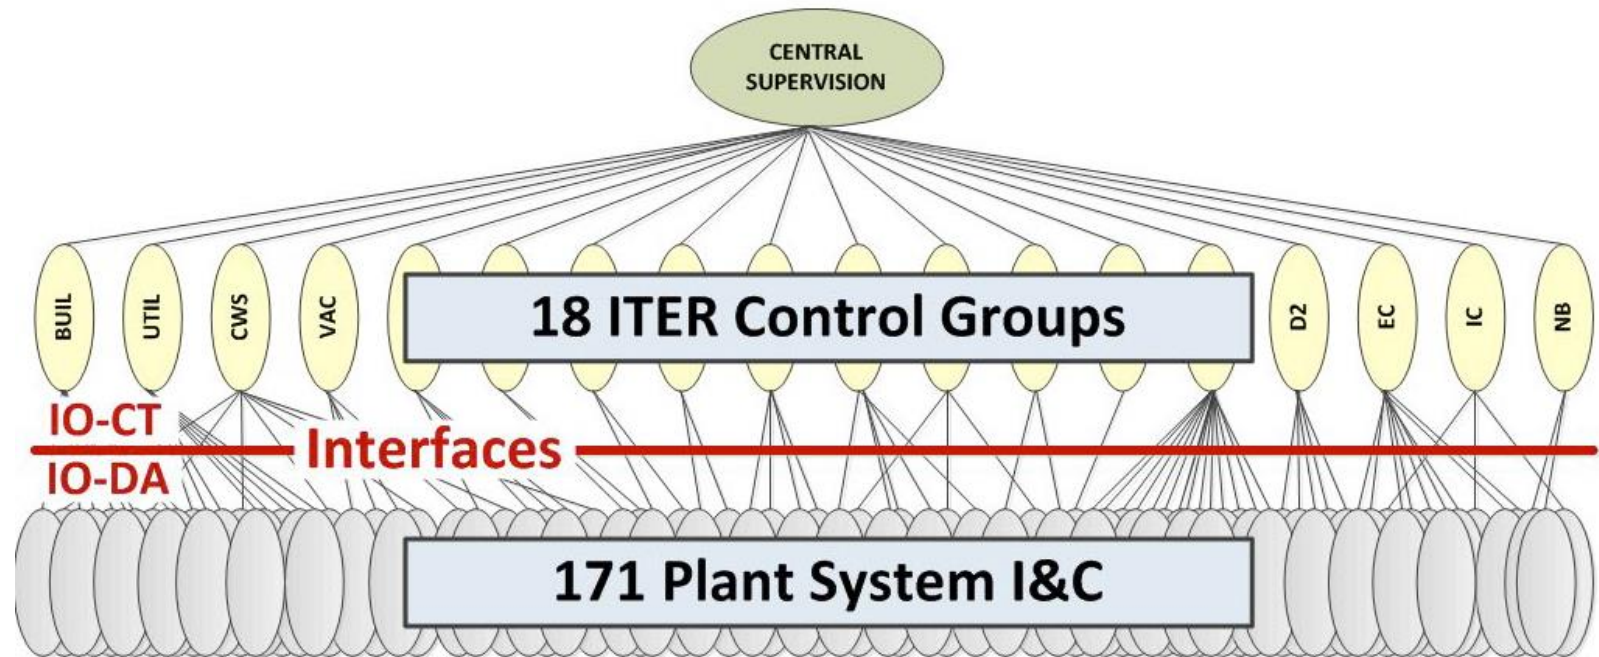 CENTRAL
SUPERVISION
BUIL
UTIL
CWS
VAC
18 ITER Control Groups
D2
EC
IC
NB
IO-CT
Interfaces
IO-DA
171 Plant System I&C